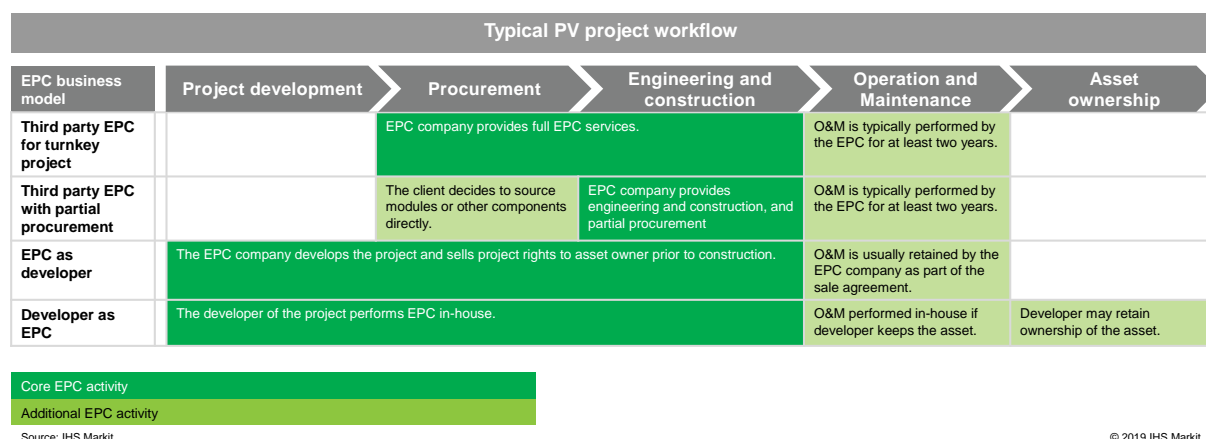 Typical PV project workflow
EPC business
model
Project development
Procurement
Engineering and
construction
Operation and
Maintenance
Asset
ownership
Third party EPC
for turnkey
project
EPC company provides full EPC services.
O&M is typically performed by
the EPC for at least two years.
Third party EPC
with partial
procurement
The client decides to source
modules or other components
directly.
EPC company provides
engineering and construction, and
partial procurement
O&M is typically performed by
the EPC for at least two years.
EPC as
developer
The EPC company develops the project and sells project rights to asset owner prior to construction.
O&M is usually retained by the
EPC company as part of the
sale agreement.
Developer as
EPC
The developer of the project performs EPC in-house.
O&M performed in-house if
developer keeps the asset.
Developer may retain
ownership of the asset.
Core EPC activity
Additional EPC activity
Source: IHS Markit
© 2019 IHS Markit